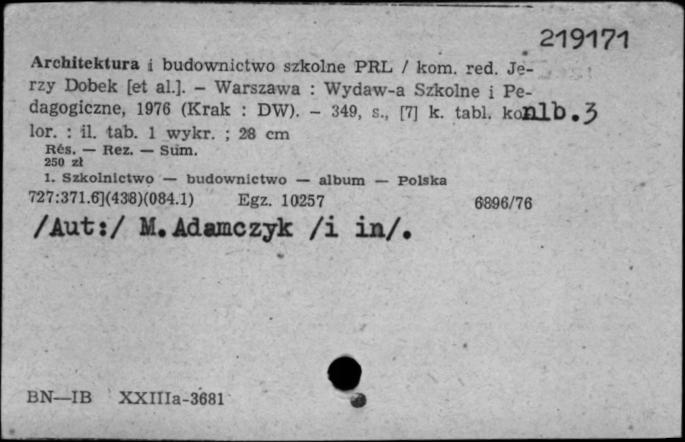 219171
Architektura i budownictwo szkolne PRL / kom. red. Je-
rzy Dobek [et al.]. — Warszawa : Wydaw-a Szkolne i Pe-
dagogiczne, 1976 (Krak : DW). — 349, s., [7] k. tabl. ko nlb.3
lor. : il. tab. 1 wykr. ; 28 cm
Rés. — Rez. — Sum.
250 zł
1. Szkolnictwo — budownictwo — album — Polska
727:371.6](438)(084.1) Egz. 10257 6896/76
/Aut:/ M. Adamczyk /i in/.
BN—IB XXIIIa-3681